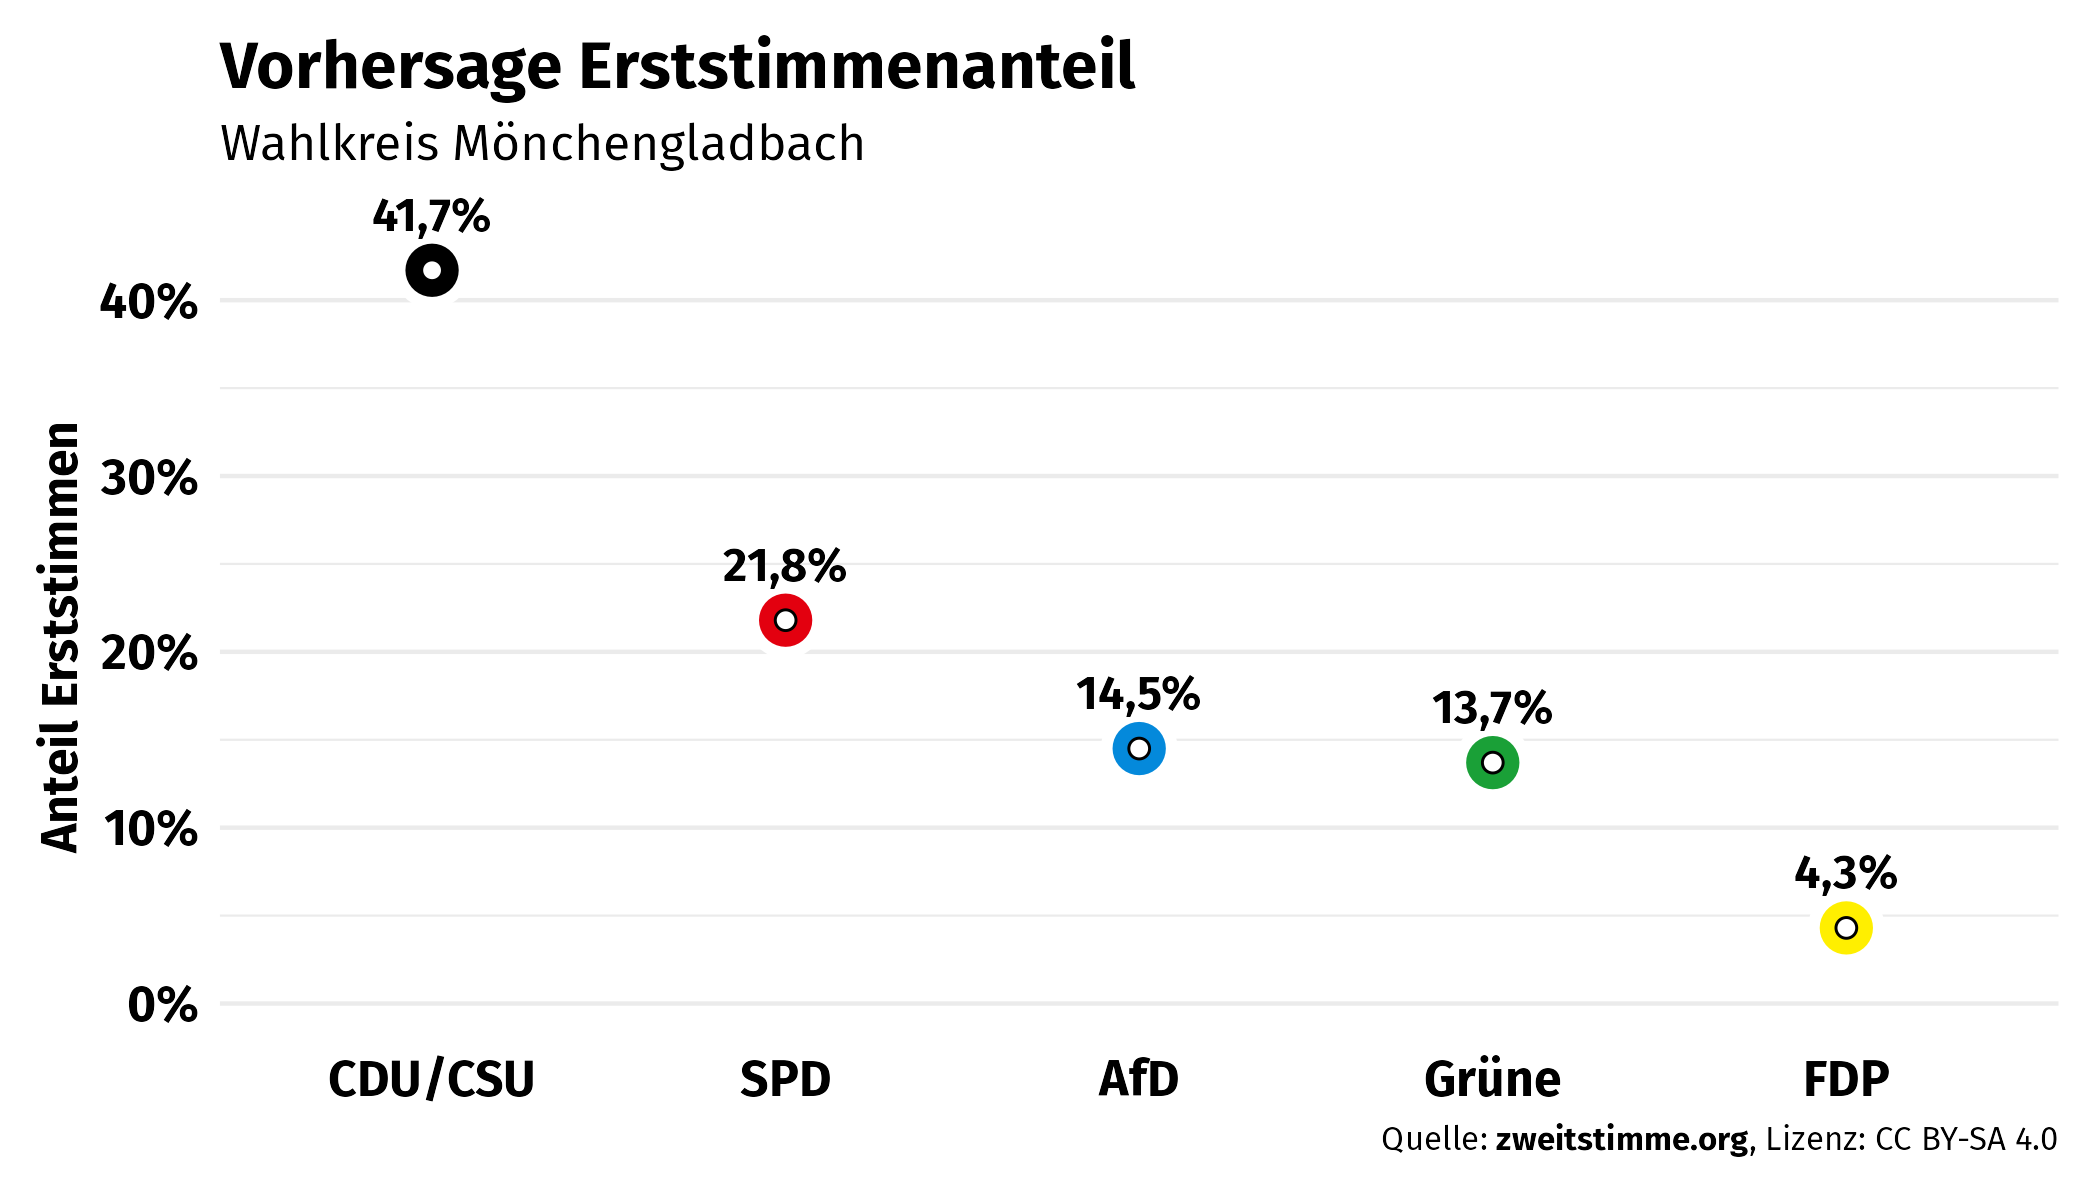 Vorhersage Erststimmenanteil
Wahlkreis Mönchengladbach
41,7%
40%
30%
21,8%
20%
14,5%
13,7%
10%
4,3%
0%
Anteil Erststimmen
CDU/CSU SPD AfD Grüne FDP
Quelle: zweitstimme.org, Lizenz: CC BY-SA 4.0